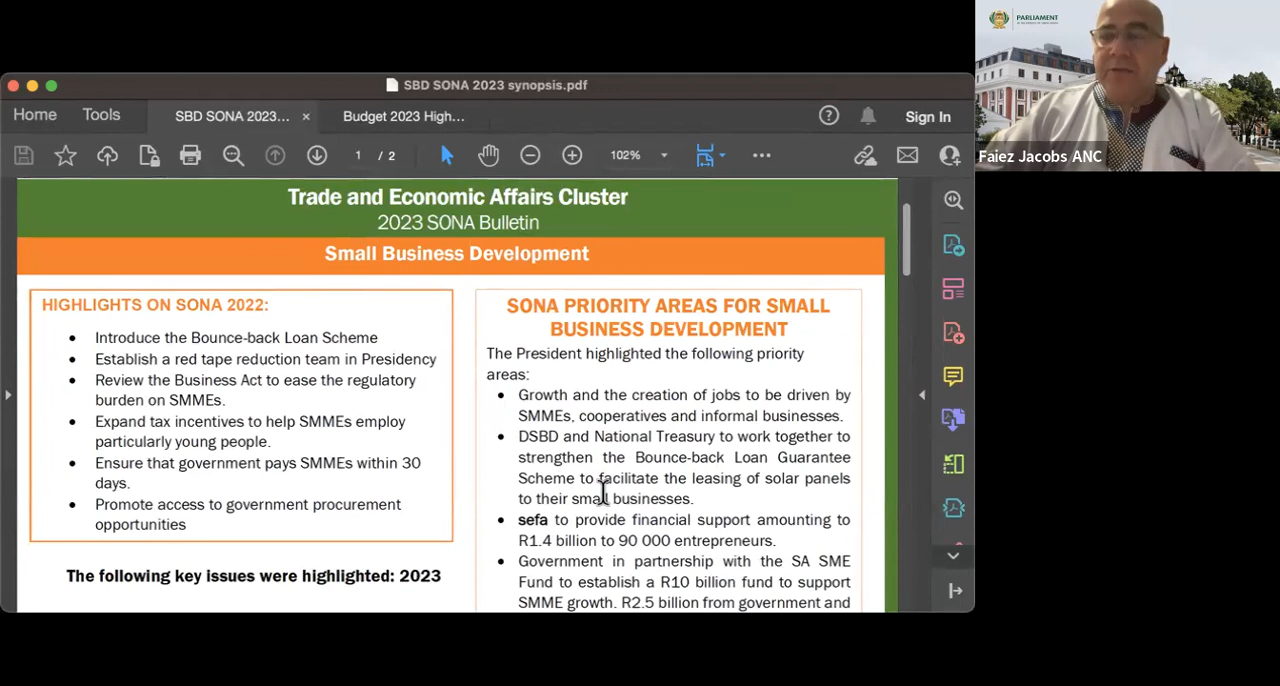 PARLIAMENT
Faiez Jacobs ANC
SBD SONA 2023 synopsis.pdf
Home Tools SBD SONA 2023... × Budget 2023 High... Sign In
1 / 2 102%
Trade and Economic Affairs Cluster
2023 SONA Bulletin
Small Business Development
HIGHLIGHTS ON SONA 2022:
• Introduce the Bounce-back Loan Scheme
• Establish a red tape reduction team in Presidency
• Review the Business Act to ease the regulatory
burden on SMMEs.
• Expand tax incentives to help SMMEs employ
particularly young people.
• Ensure that government pays SMMEs within 30
days.
• Promote access to government procurement
opportunities
The following key issues were highlighted: 2023
SONA PRIORITY AREAS FOR SMALL
BUSINESS DEVELOPMENT
The President highlighted the following priority
areas:
• Growth and the creation of jobs to be driven by
SMMEs, cooperatives and informal businesses.
• DSBD and National Treasury to work together to
strengthen the Bounce-back Loan Guarantee
Scheme to facilitate the leasing of solar panels
to their small businesses.
• sefa to provide financial support amounting to
R1.4 billion to 90 000 entrepreneurs.
• Government in partnership with the SA SME
Fund to establish a R10 billion fund to support
SMME growth. R2.5 billion from government and